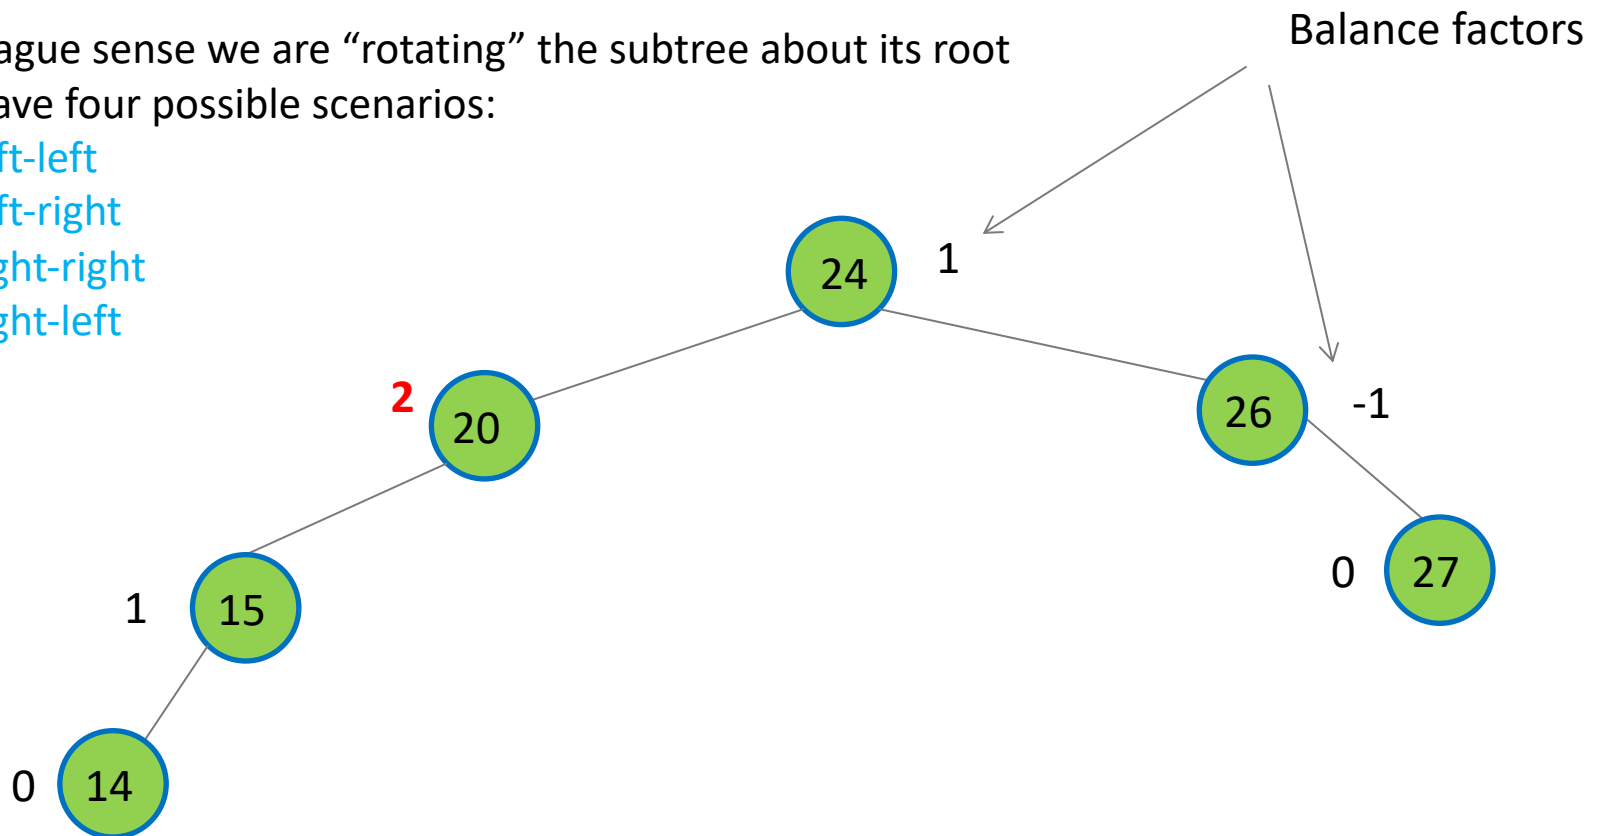 Balance factors
ague sense we are “rotating” the subtree about its root
ave four possible scenarios:
ft-left
ft-right
ght-right
ght-left
24 1
2 20
26 -1
1 15
0 27
0 14